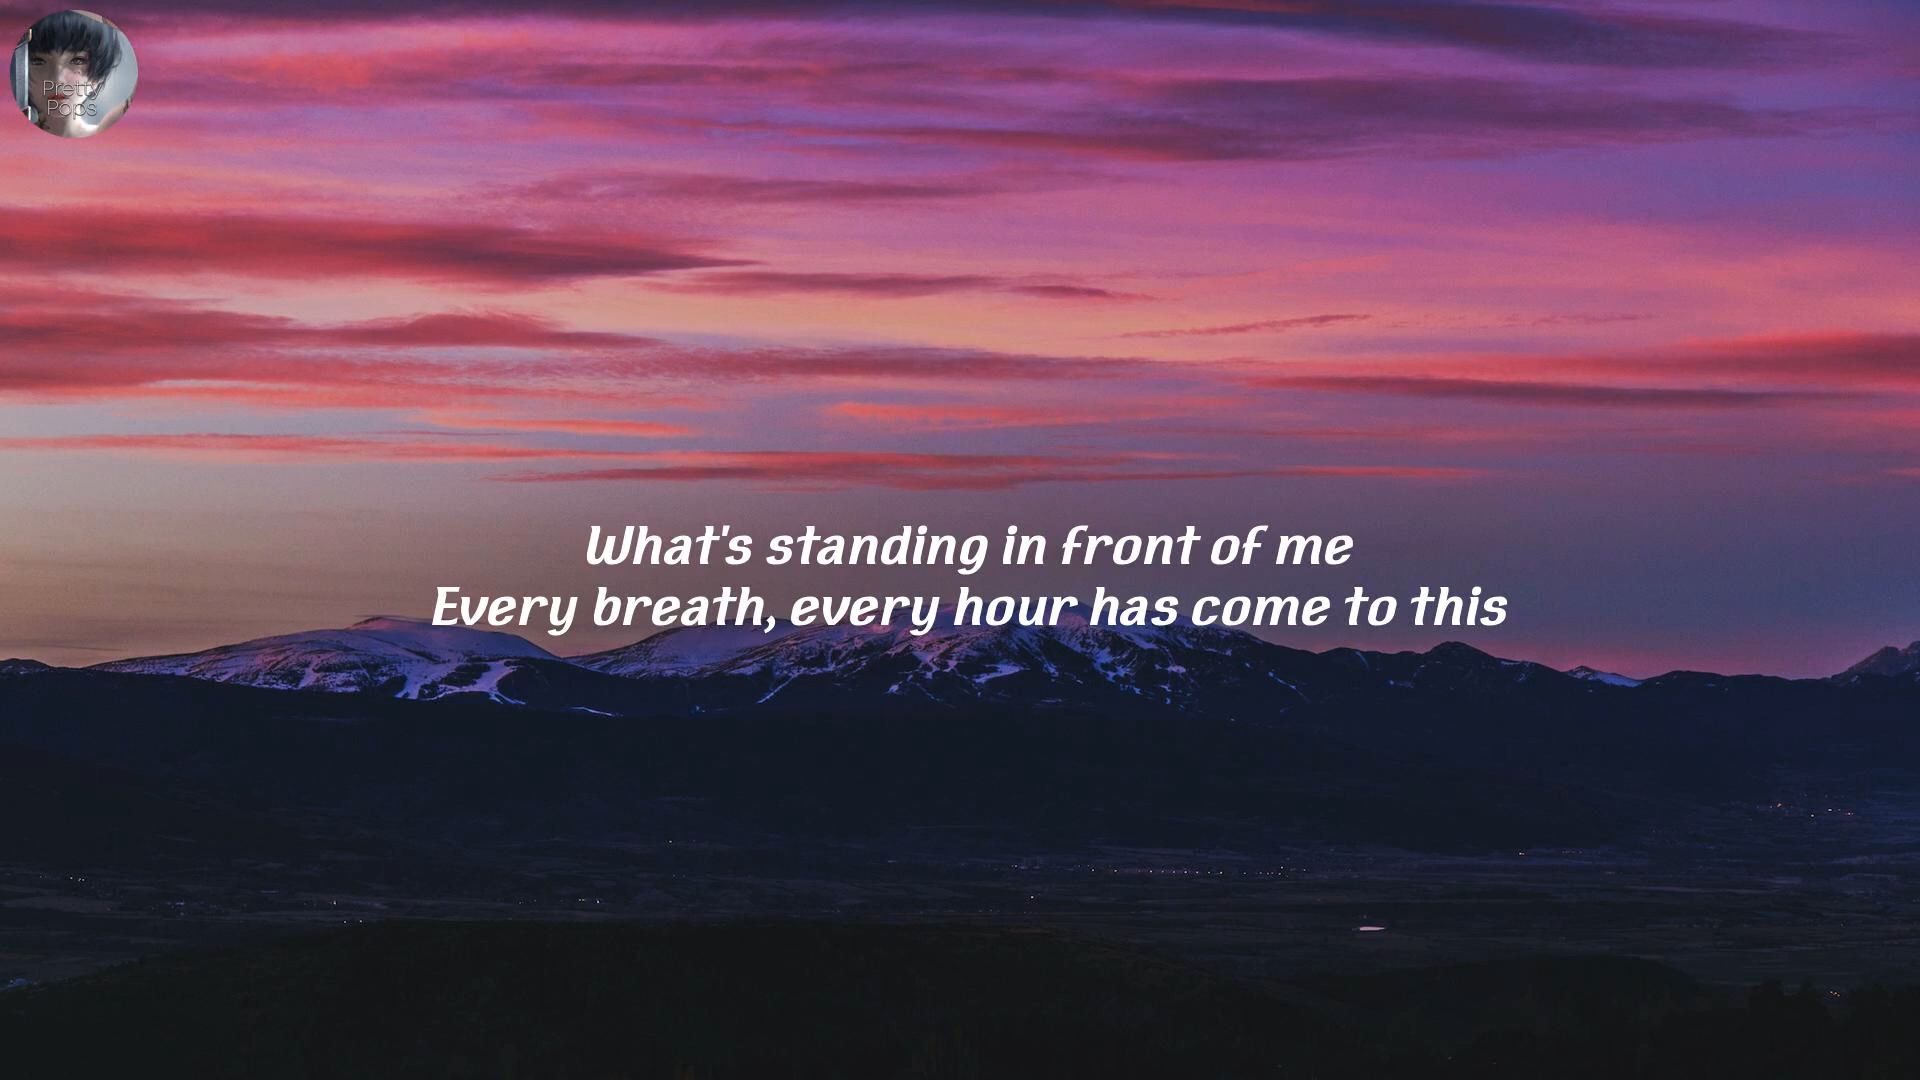 Pretty
Pops
What's standing in front of me
Every breath, every hour has come to this